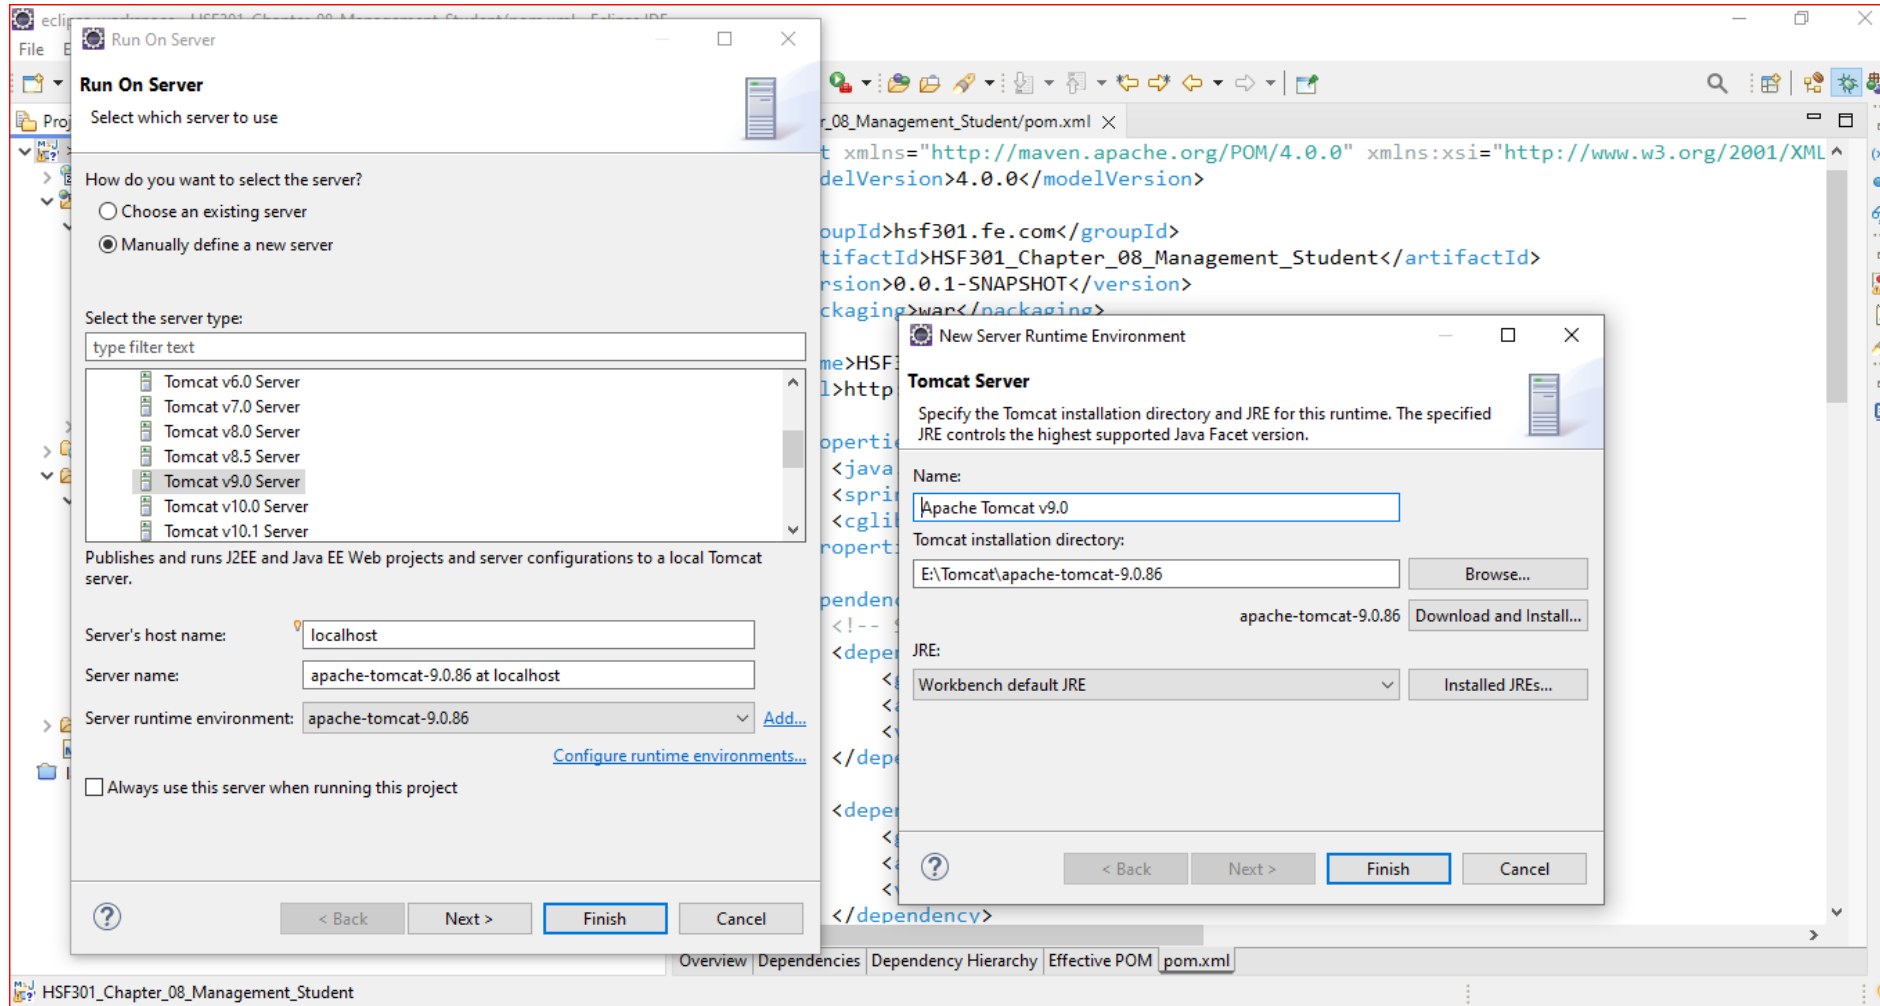 Run On Server
File
Run On Server
Select which server to use
How do you want to select the server?
Choose an existing server
Manually define a new server
Select the server type:
type filter text
Tomcat v6.0 Server
Tomcat v7.0 Server
Tomcat v8.0 Server
Tomcat v8.5 Server
Tomcat v9.0 Server
Tomcat v10.0 Server
Tomcat v10.1 Server
Publishes and runs J2EE and Java EE Web projects and server configurations to a local Tomcat
server.
Server's host name:
localhost
Server name:
apache-tomcat-9.0.86 at localhost
Server runtime environment:
apache-tomcat-9.0.86
Add...
Configure runtime environments...
Always use this server when running this project
< Back
Next >
Finish
Cancel
r_08_Management_Student/pom.xml
t xmlns="http://maven.apache.org/POM/4.0.0" xmlns:xsi="http://www.w3.org/2001/XML
delVersion>4.0.0</modelVersion>
oupId>hsf301.fe.com</groupId>
tifactId>HSF301_Chapter_08_Management_Student</artifactId>
rsion>0.0.1-SNAPSHOT</version>
ckaging>war</packaging>
me>HSF3
l>http
<java
</depe
</dependency>
New Server Runtime Environment
Tomcat Server
Specify the Tomcat installation directory and JRE for this runtime. The specified
JRE controls the highest supported Java Facet version.
Name:
Apache Tomcat v9.0
Tomcat installation directory:
E:\Tomcat\apache-tomcat-9.0.86
Browse...
apache-tomcat-9.0.86
Download and Install...
JRE:
Workbench default JRE
Installed JREs...
< Back
Next >
Finish
Cancel
Overview
Dependencies
Dependency Hierarchy
Effective POM
pom.xml
HSF301_Chapter_08_Management_Student